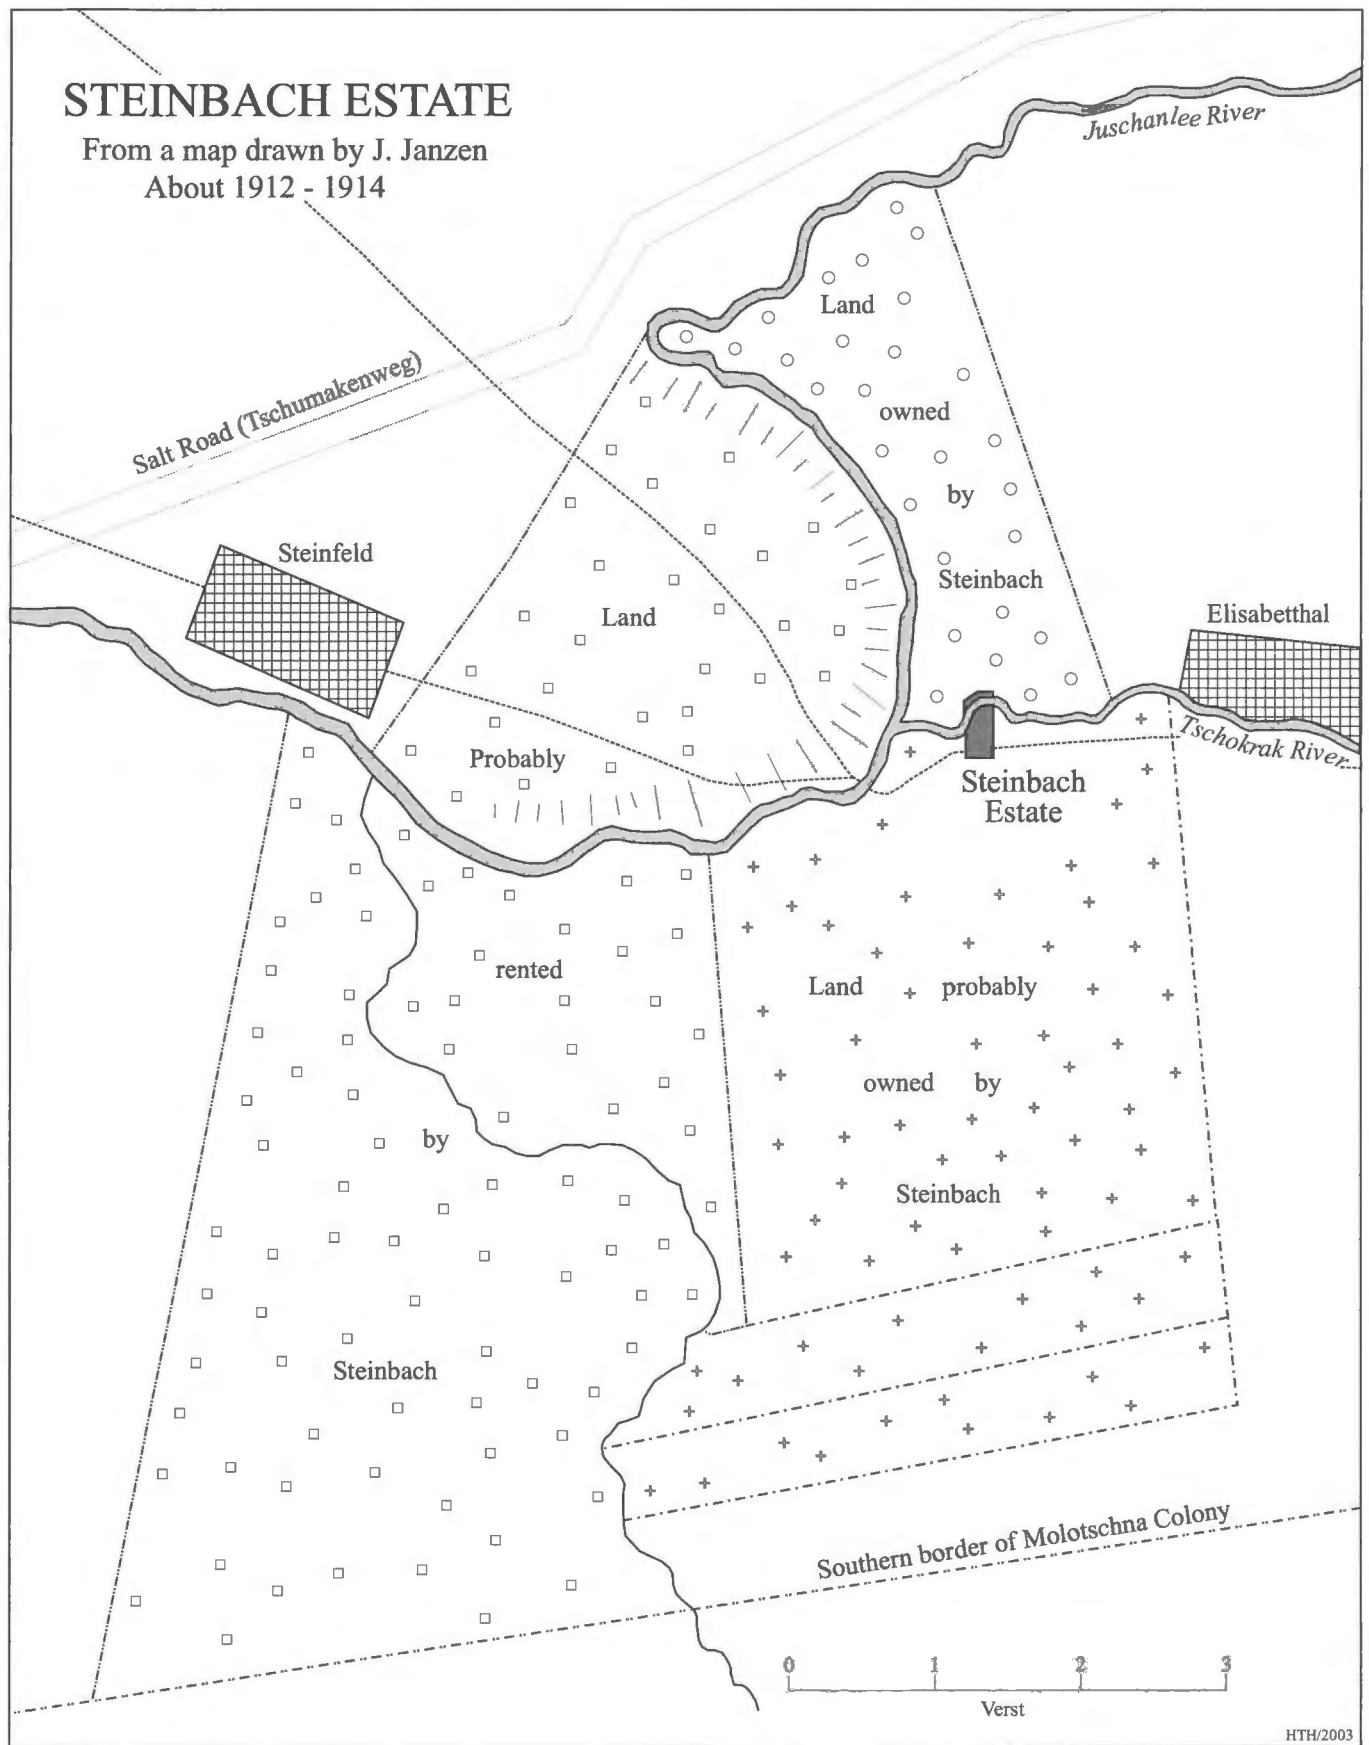 STEINBACH ESTATE
From a map drawn by J. Janzen
About 1912 - 1914
Juschanlee River
Salt Road (Tschumakenweg)
Land
owned
by
Steinbach
Steinfeld
Elisabetthal
Tschokrak River
Steinbach
Estate
Land
Probably
rented
by
Steinbach
Land probably
owned by
Steinbach
Southern border of Molotschna Colony
0 1 2 3
Verst
HTH/2003